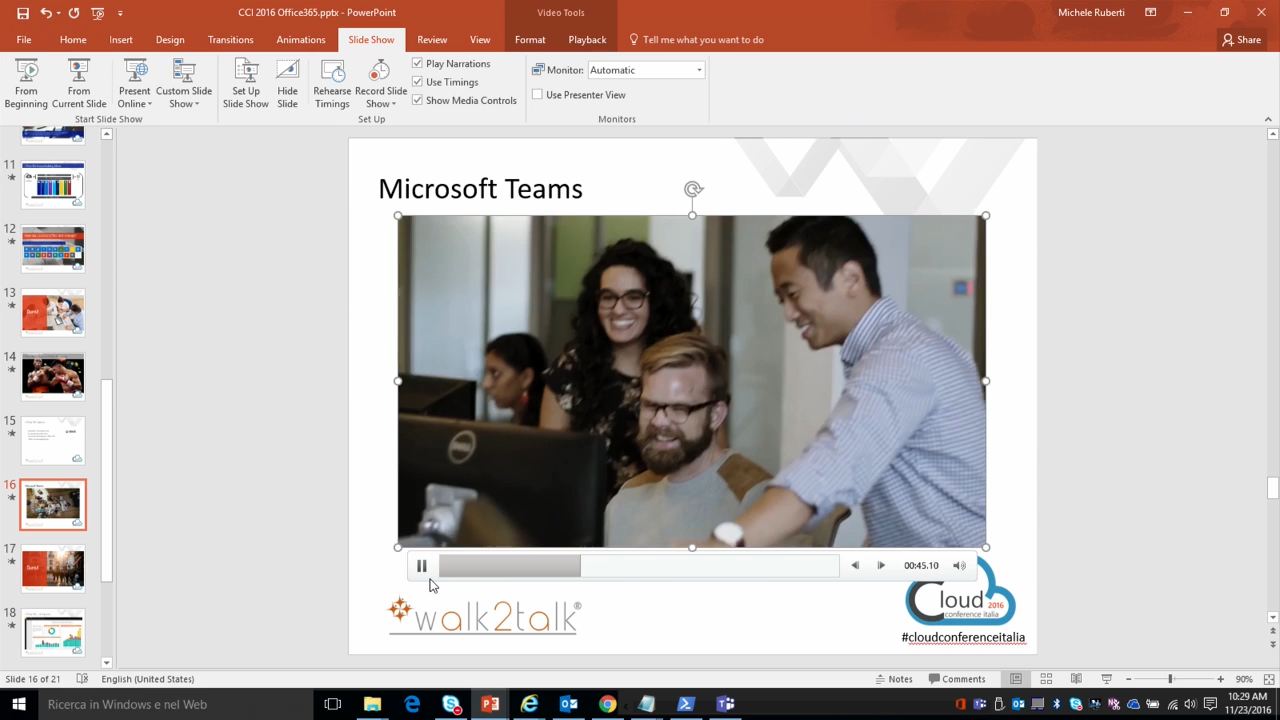 CCI 2016 Office365.pptx - PowerPoint
Video Tools
Michele Ruberti
File
Home
Insert
Design
Transitions
Animations
Slide Show
Review
View
Format
Playback
Tell me what you want to do
Share
From
Beginning
From
Current Slide
Present
Online
Custom Slide
Show
Set Up
Slide Show
Hide
Slide
Rehearse
Timings
Record Slide
Show
Play Narrations
Use Timings
Show Media Controls
Monitor:
Automatic
Use Presenter View
Start Slide Show
Set Up
Monitors
11
12
13
14
15
16
17
18
Microsoft Teams
00:45.10
walk2talk®
Cloud 2016
conference italia
#cloudconferenceitalia
Slide 16 of 21
English (United States)
Notes
Comments
90%
Ricerca in Windows e nel Web
10:29 AM
11/23/2016